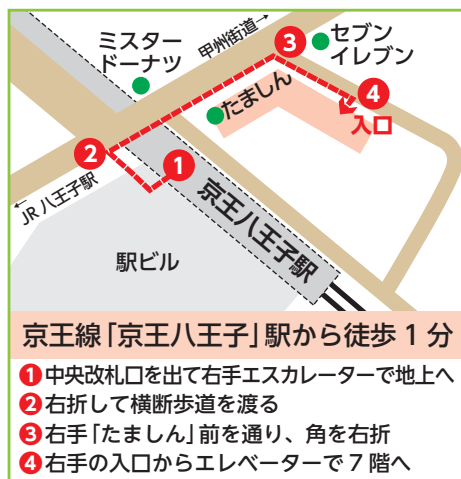 ミスター
ドーナツ
甲州街道→
3
セブン
イレブン
たましん
4
入口
2
1
←JR八王子駅
京王八王子駅
駅ビル
京王線「京王八王子」駅から徒歩 1 分
1 中央改札口を出て右手エスカレーターで地上へ
2 右折して横断歩道を渡る
3 右手「たましん」前を通り、角を右折
4 右手の入口からエレベーターで 7 階へ